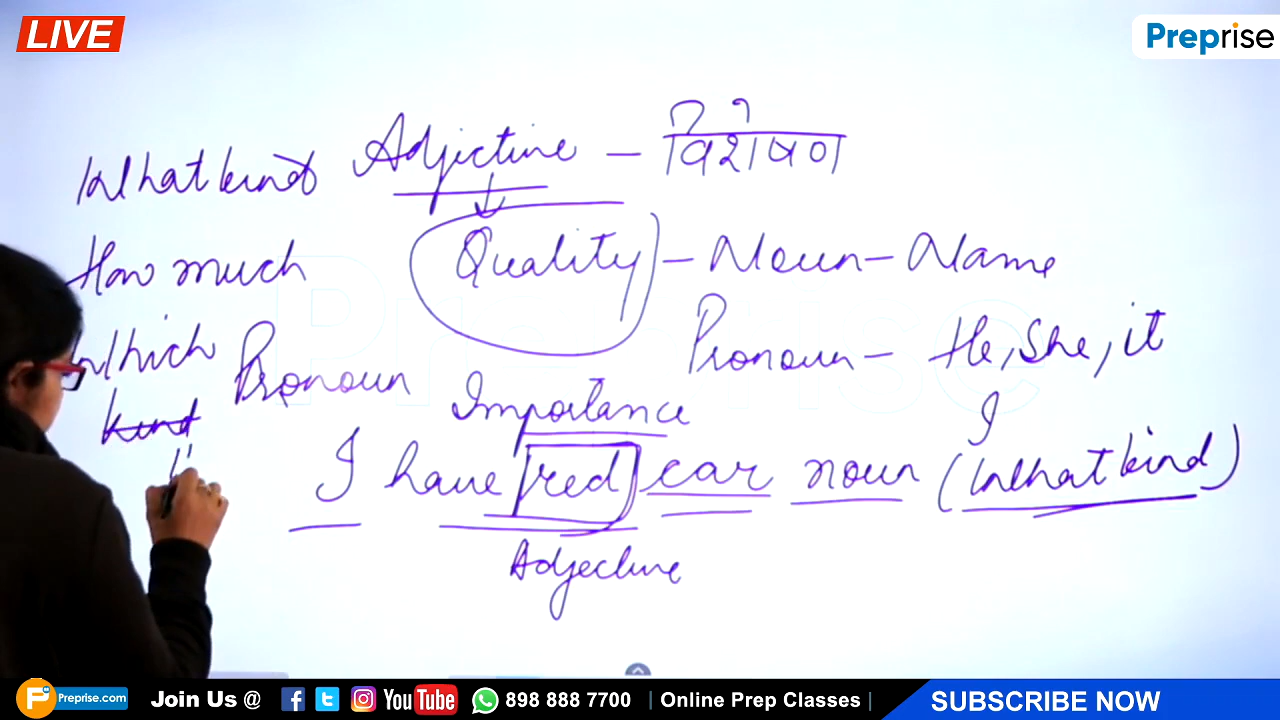 LIVE
Preprise
What kind Adjective – विशेषण
How much Quality – Noun – Name
Which Pronoun Pronoun – He, She, it
kind Importance I
I have red car noun (What kind)
Adjective
Preprise.com Join Us @ You Tube 898 888 7700 | Online Prep Classes | SUBSCRIBE NOW